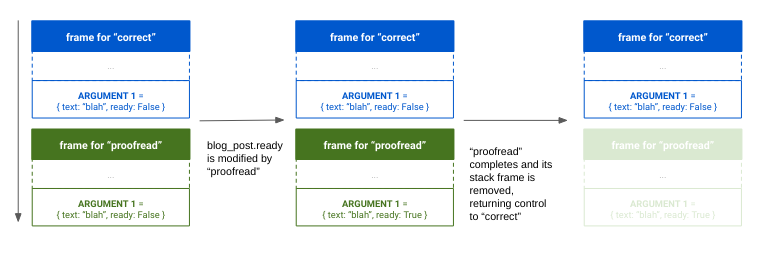 frame for “correct”
...
ARGUMENT 1 =
{ text: “blah”, ready: False }
frame for “proofread”
...
ARGUMENT 1 =
{ text: “blah”, ready: False }
blog_post.ready
is modified by
“proofread”
frame for “correct”
...
ARGUMENT 1 =
{ text: “blah”, ready: False }
frame for “proofread”
...
ARGUMENT 1 =
{ text: “blah”, ready: True }
“proofread”
completes and its
stack frame is
removed,
returning control
to “correct”
frame for “correct”
...
ARGUMENT 1 =
{ text: “blah”, ready: False }
frame for “proofread”
...
ARGUMENT 1 =
{ text: “blah”, ready: True }